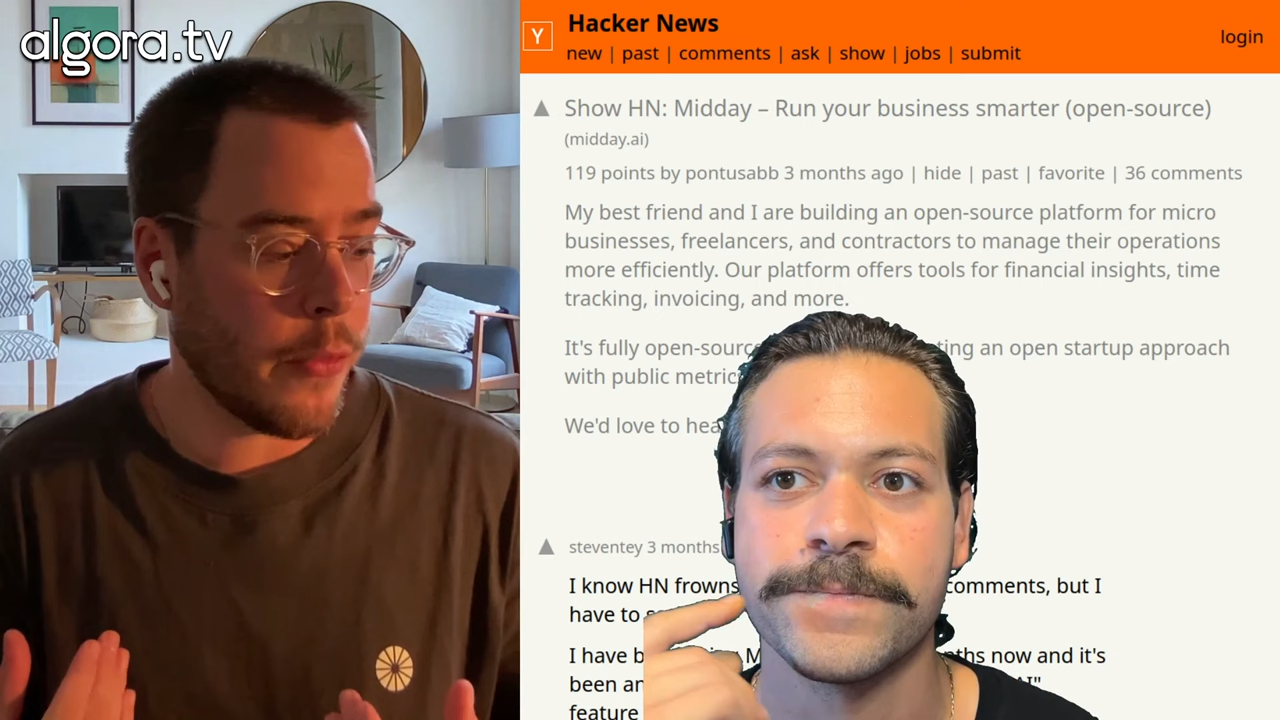 algora.tv
Y
Hacker News
new | past | comments | ask | show | jobs | submit
login
Show HN: Midday – Run your business smarter (open-source)
(midday.ai)
119 points by pontusabb 3 months ago | hide | past | favorite | 36 comments
My best friend and I are building an open-source platform for micro
businesses, freelancers, and contractors to manage their operations
more efficiently. Our platform offers tools for financial insights, time
tracking, invoicing, and more.
It's fully open-source ting an open startup approach
with public metric
We'd love to hea
steventey 3 months
I know HN frowns comments, but I
have to
I have nths now and it's
been an AI"
feature